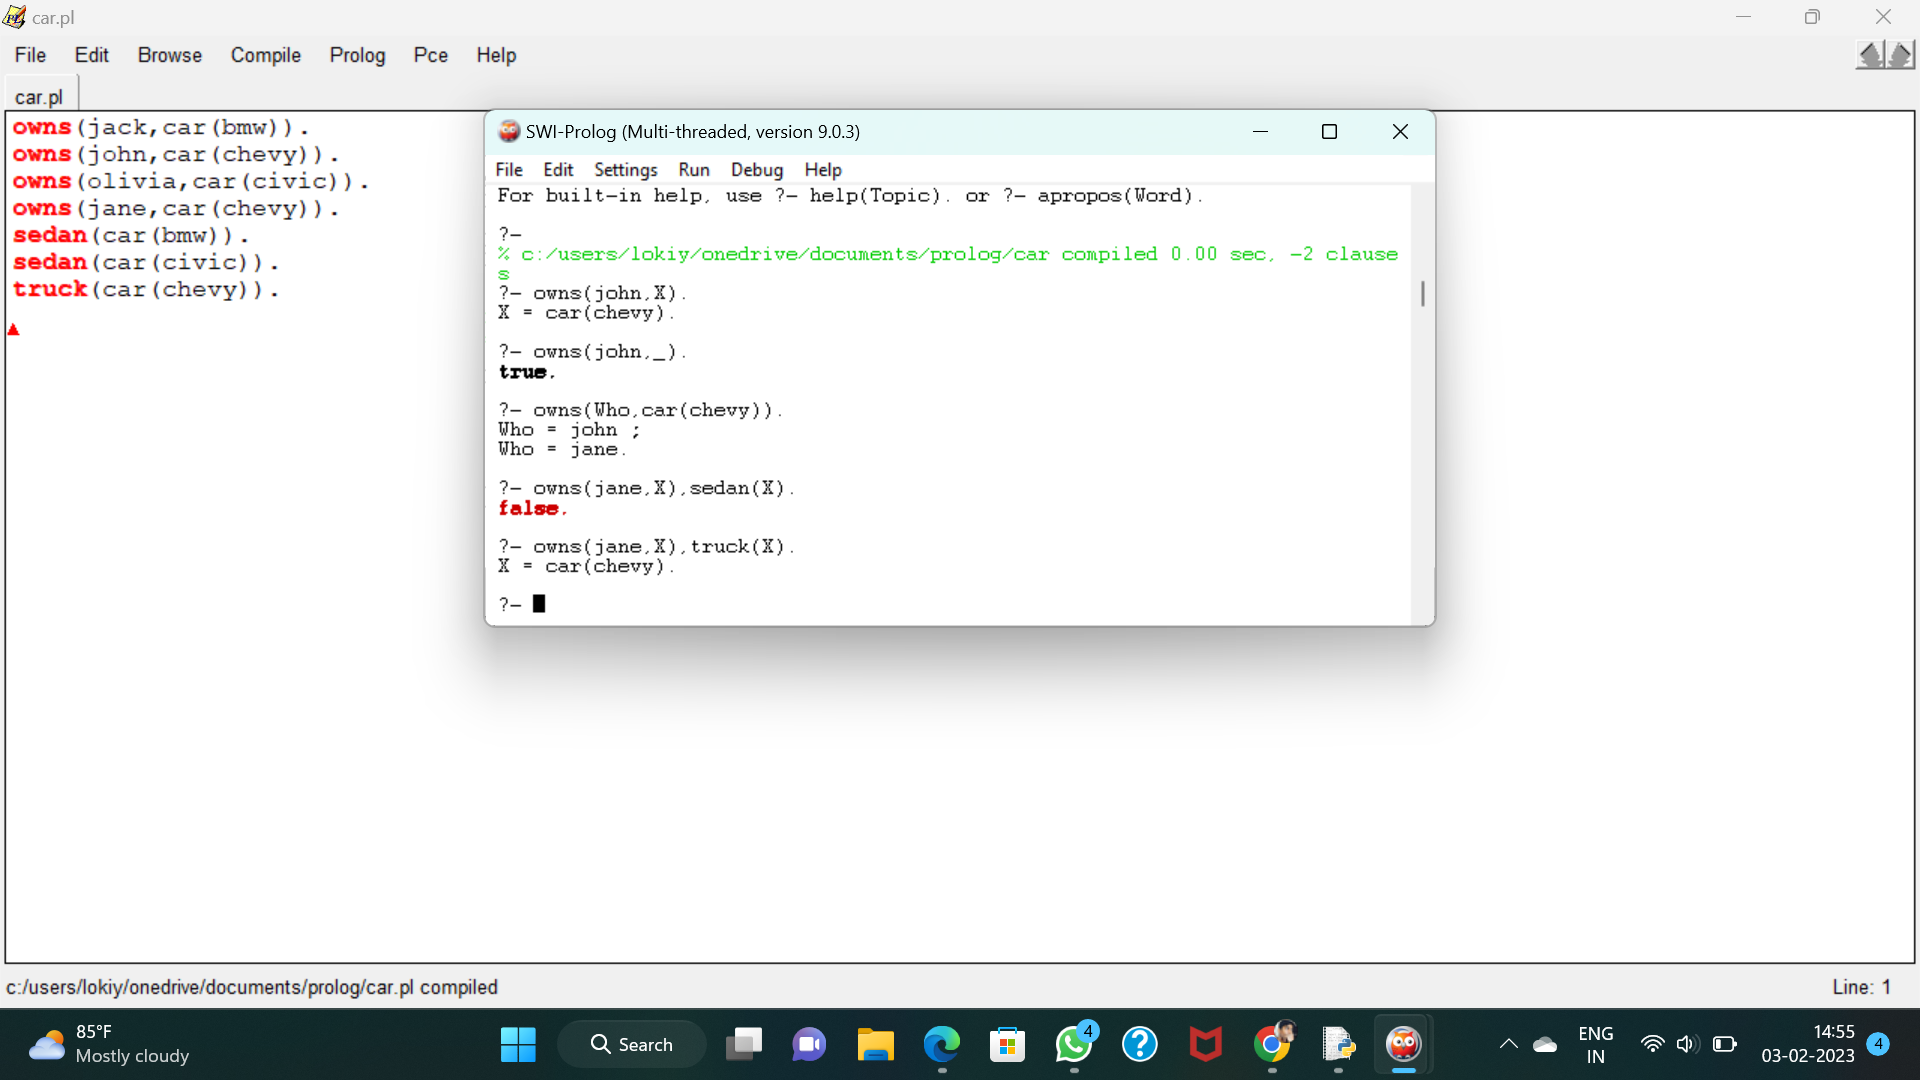 car.pl
File Edit Browse Compile Prolog Pce Help
car.pl
owns(jack,car(bmw)).
owns(john,car(chevy)).
owns(olivia,car(civic)).
owns(jane,car(chevy)).
sedan(car(bmw)).
sedan(car(civic)).
truck(car(chevy)).
SWI-Prolog (Multi-threaded, version 9.0.3)
File Edit Settings Run Debug Help
For built-in help, use ?- help(Topic). or ?- apropos(Word).
?-
% c:/users/lokiy/onedrive/documents/prolog/car compiled 0.00 sec, -2 clause
s
?- owns(john,X).
X = car(chevy).
?- owns(john,_).
true.
?- owns(Who,car(chevy)).
Who = john ;
Who = jane.
?- owns(jane,X),sedan(X).
false.
?- owns(jane,X),truck(X).
X = car(chevy).
?-
c:/users/lokiy/onedrive/documents/prolog/car.pl compiled
Line: 1
85°F
Mostly cloudy
Search
4
ENG
IN
14:55
03-02-2023
4